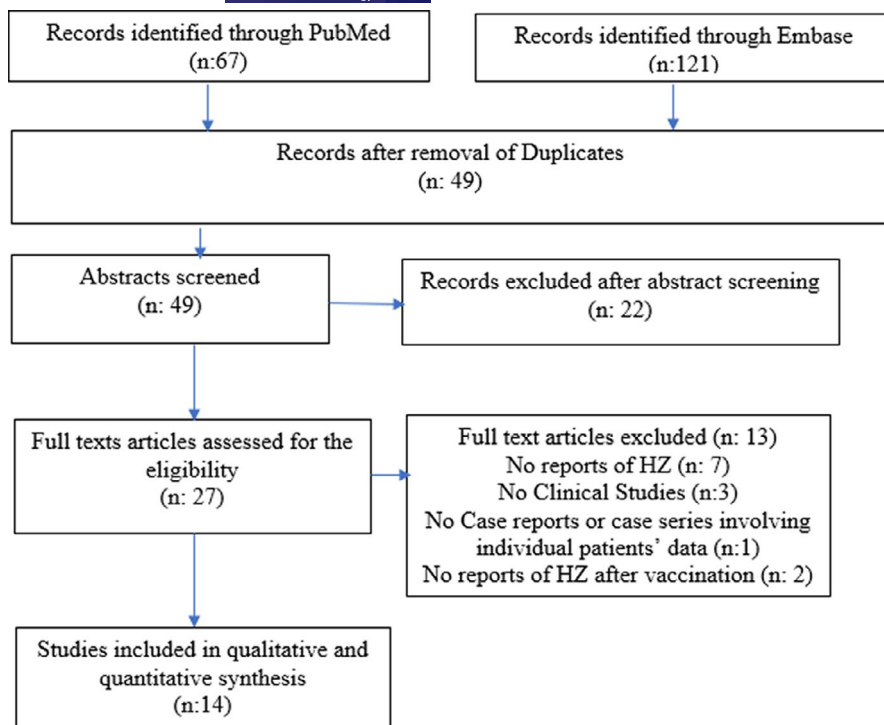 Records identified through PubMed
(n:67)
Records identified through Embase
(n:121)
Records after removal of Duplicates
(n: 49)
Abstracts screened
(n: 49)
Records excluded after abstract screening
(n: 22)
Full texts articles assessed for the
eligibility
(n: 27)
Full text articles excluded (n: 13)
No reports of HZ (n: 7)
No Clinical Studies (n:3)
No Case reports or case series involving
individual patients’ data (n:1)
No reports of HZ after vaccination (n: 2)
Studies included in qualitative and
quantitative synthesis
(n:14)